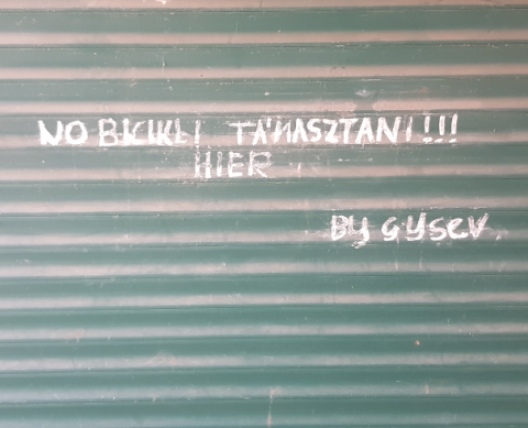 NO BICIKLI TÁMASZTANI!!!
HIER
BY GYSEV